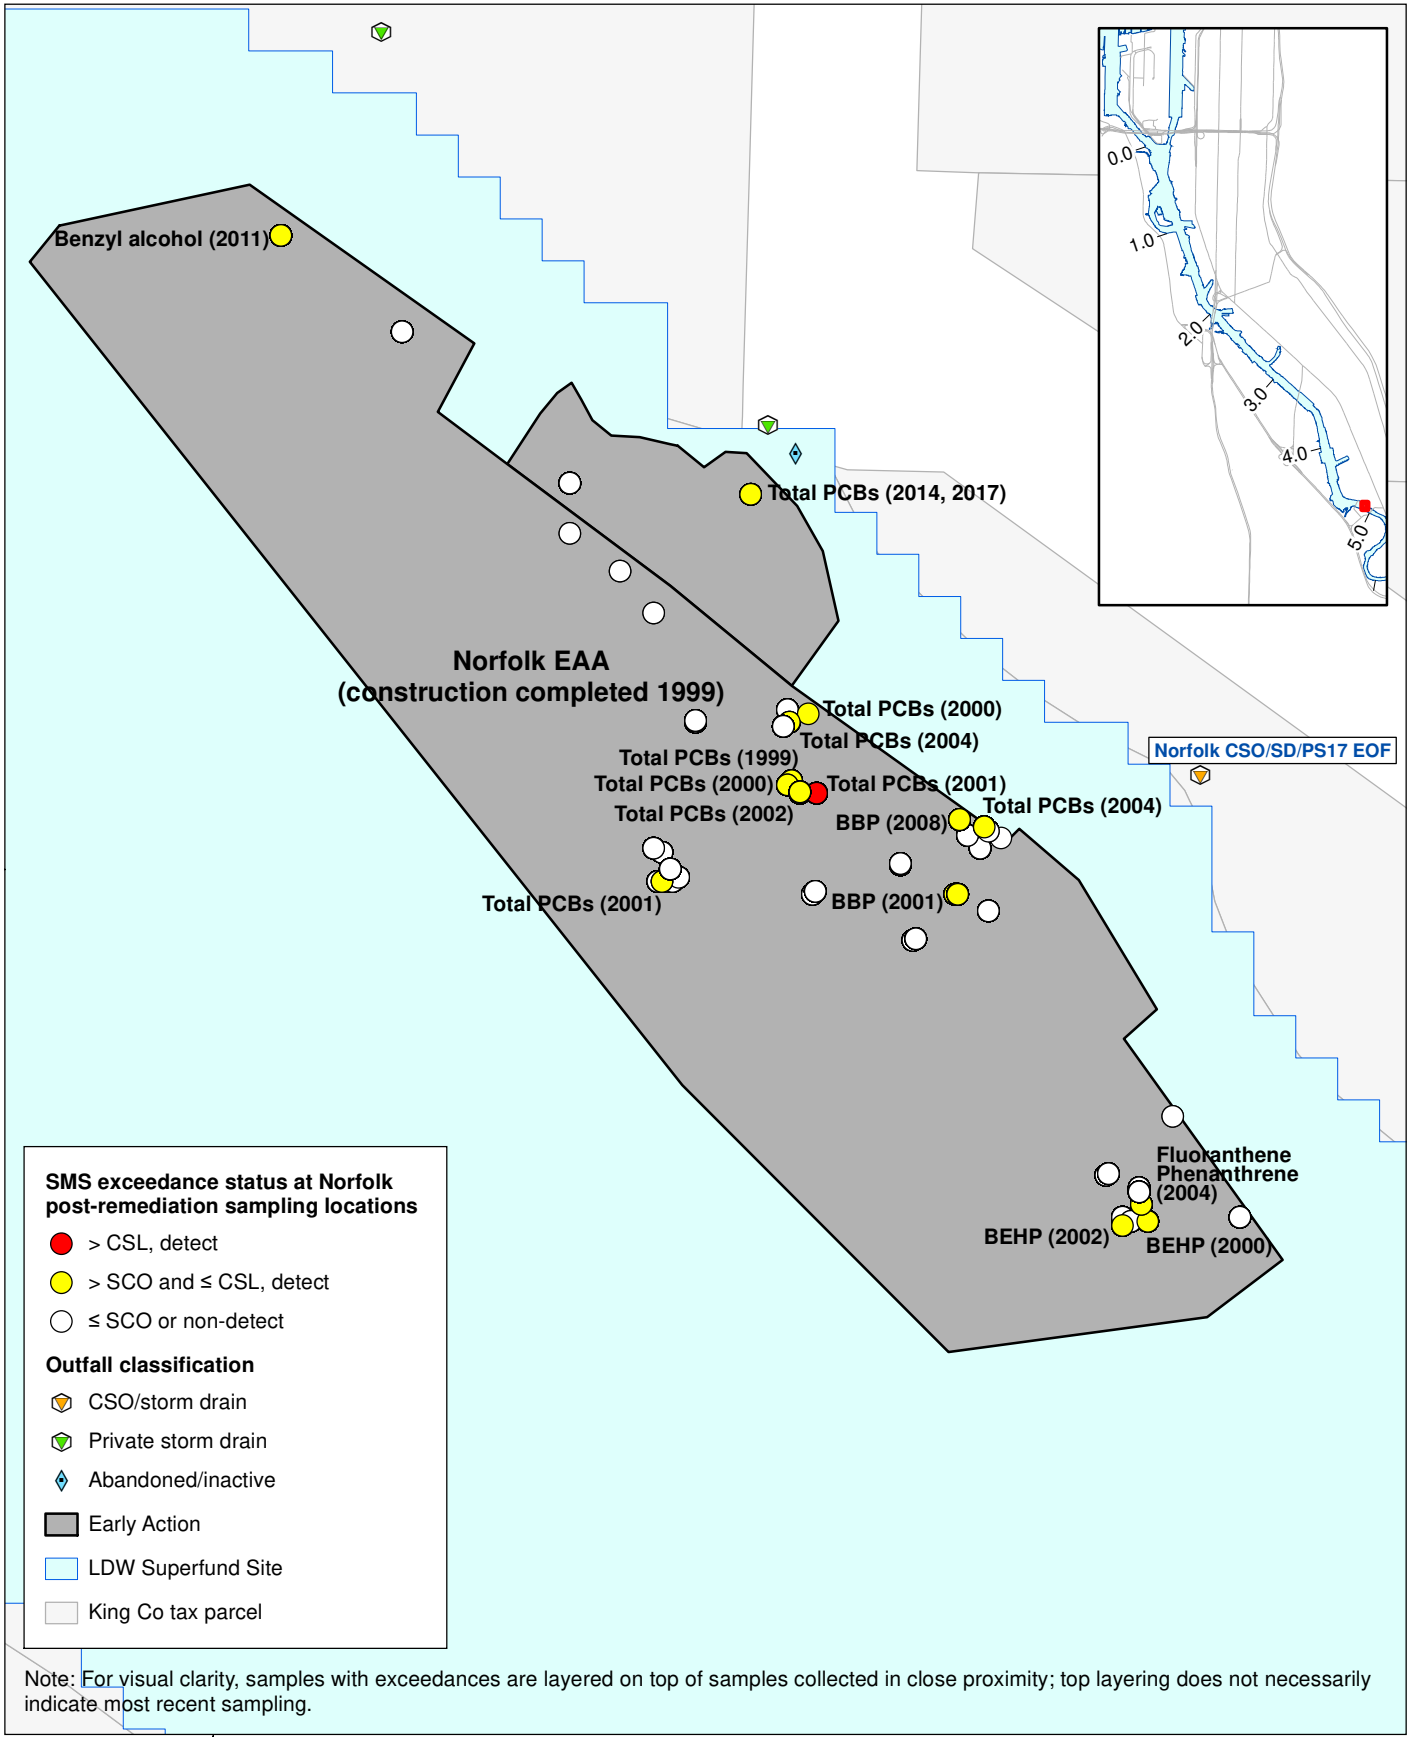 Benzyl alcohol (2011)
0.0
1.0
2.0
3.0
4.0
5.0
Total PCBs (2014, 2017)
Norfolk EAA
(construction completed 1999)
Total PCBs (2000)
Total PCBs (2004)
Total PCBs (1999)
Total PCBs (2000)
Total PCBs (2001)
Total PCBs (2002)
Norfolk CSO/SD/PS17 EOF
Total PCBs (2004)
BBP (2008)
BBP (2001)
Total PCBs (2001)
Fluoranthene
Phenanthrene
(2004)
BEHP (2002)
BEHP (2000)
SMS exceedance status at Norfolk
post-remediation sampling locations
> CSL, detect
> SCO and ≤ CSL, detect
≤ SCO or non-detect
Outfall classification
CSO/storm drain
Private storm drain
Abandoned/inactive
Early Action
LDW Superfund Site
King Co tax parcel
Note: For visual clarity, samples with exceedances are layered on top of samples collected in close proximity; top layering does not necessarily
indicate most recent sampling.